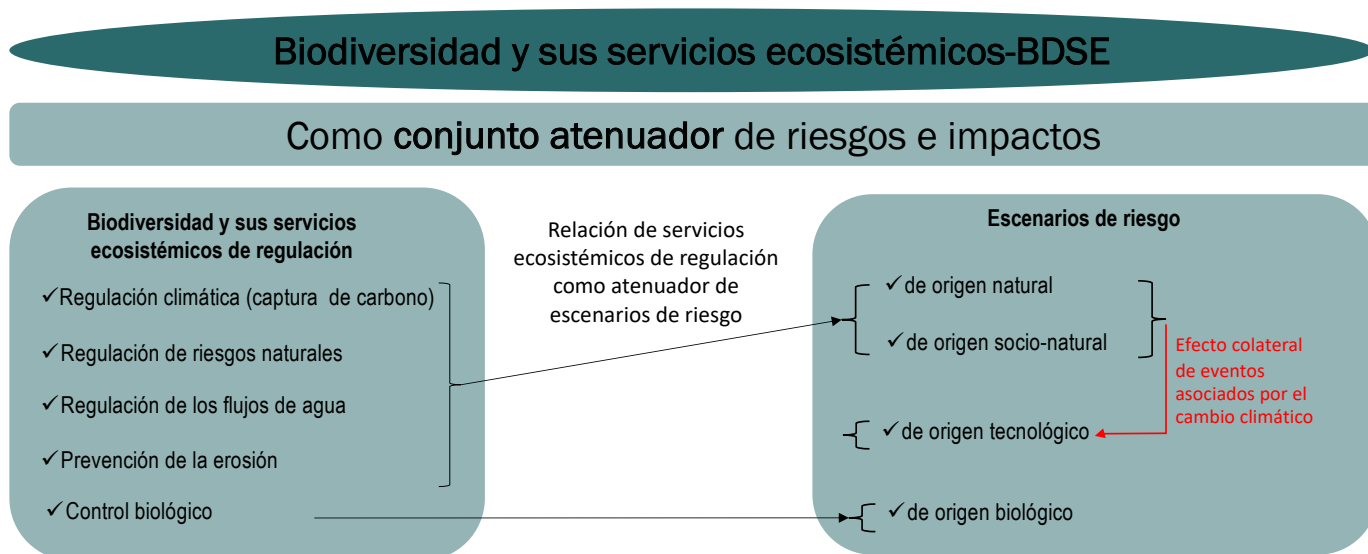 Biodiversidad y sus servicios ecosistémicos-BDSE
Como conjunto atenuador de riesgos e impactos
Biodiversidad y sus servicios
ecosistémicos de regulación
✓Regulación climática (captura de carbono)
✓Regulación de riesgos naturales
✓Regulación de los flujos de agua
✓Prevención de la erosión
✓Control biológico
Relación de servicios
ecosistémicos de regulación
como atenuador de
escenarios de riesgo
Escenarios de riesgo
✓de origen natural
✓de origen socio-natural
✓de origen tecnológico
✓de origen biológico
Efecto colateral
de eventos
asociados por el
cambio climático